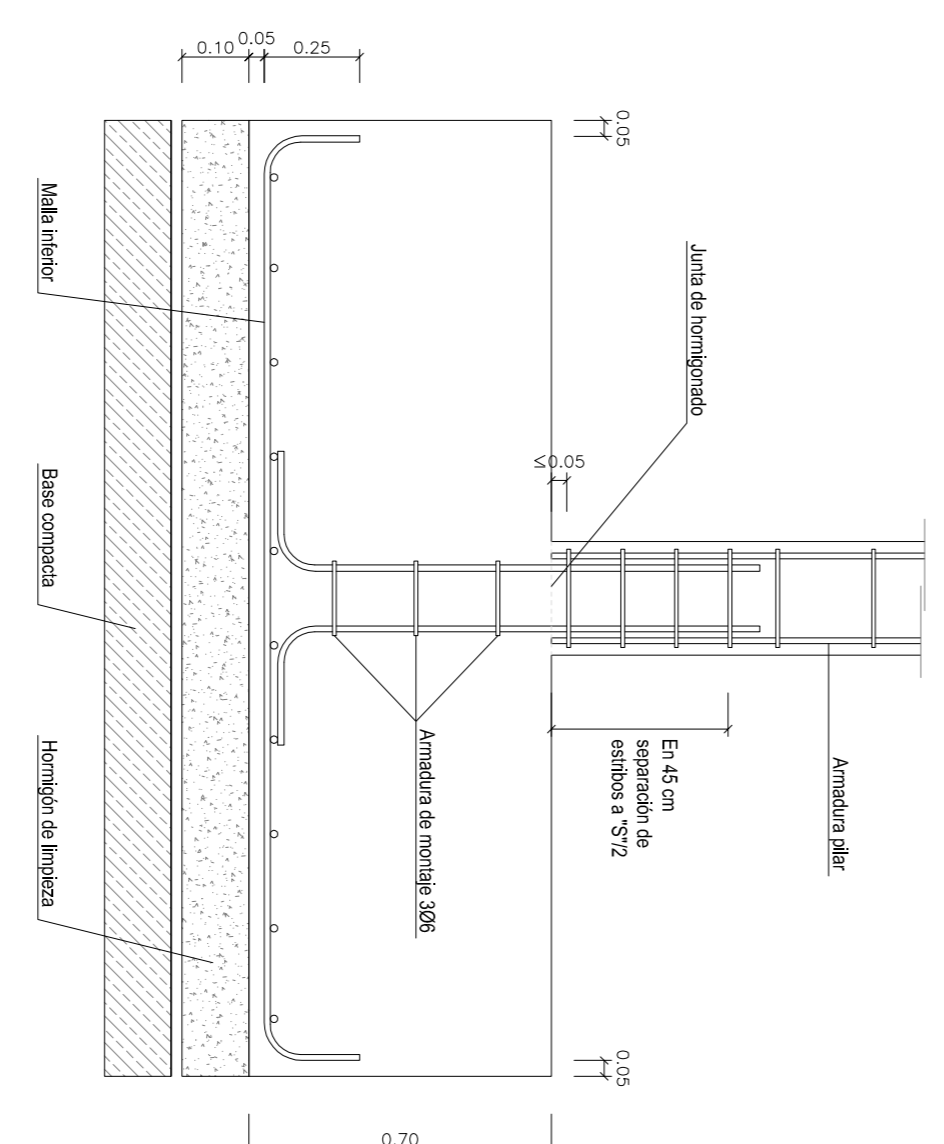 0.10
0.05
0.25
0.05
Malla inferior
Junta de hormigonado
≤0.05
Base compacta
Armadura de montaje 3Ø6
En 45 cm
separación de
estribos a "S"/2
Armadura pilar
Hormigón de limpieza
0.05
0.70